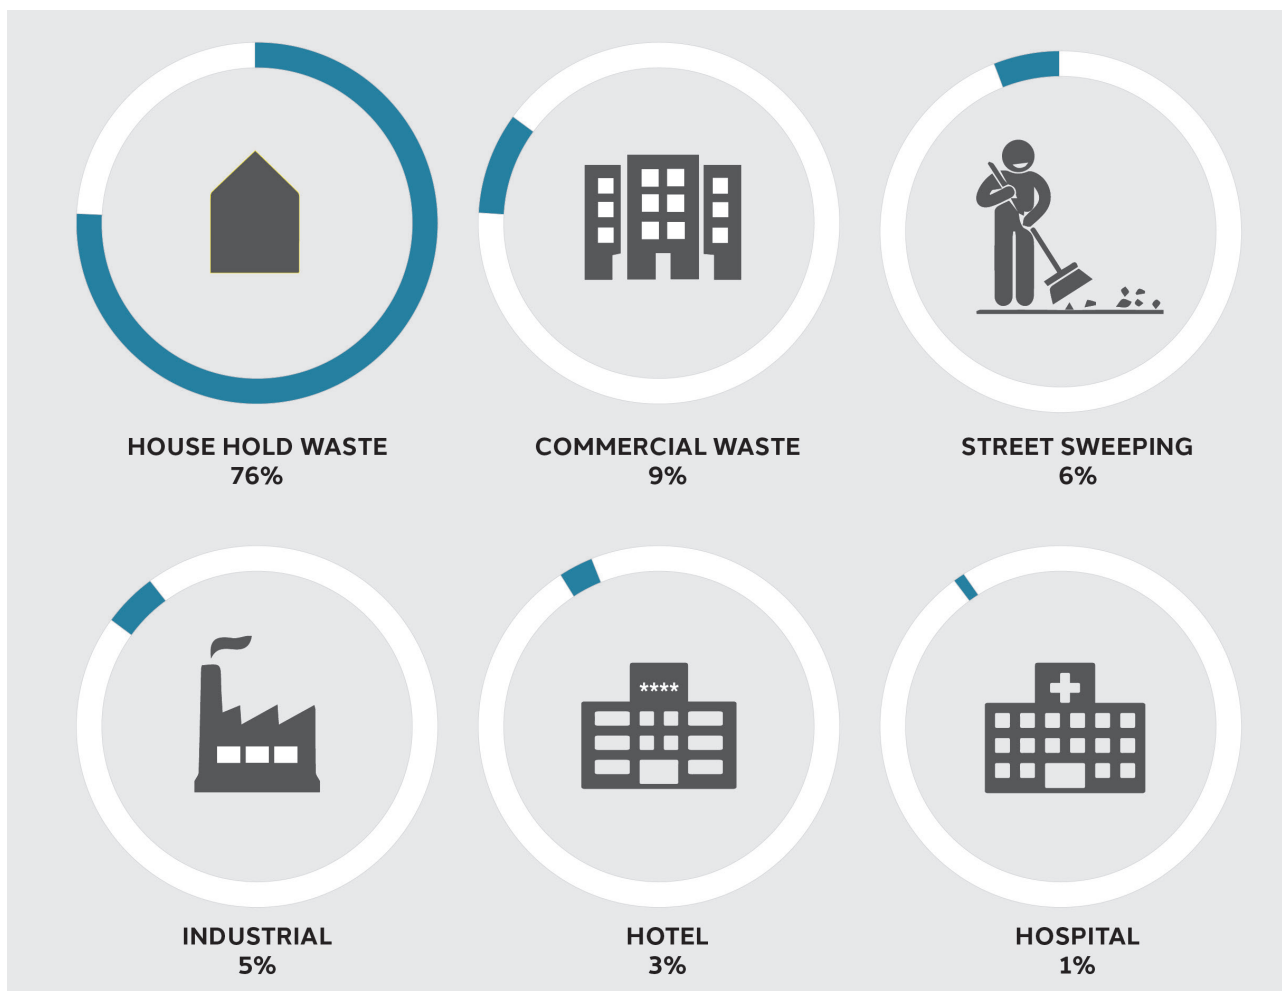 HOUSE HOLD WASTE
76%
COMMERCIAL WASTE
9%
STREET SWEEPING
6%
****
INDUSTRIAL
5%
HOTEL
3%
HOSPITAL
1%